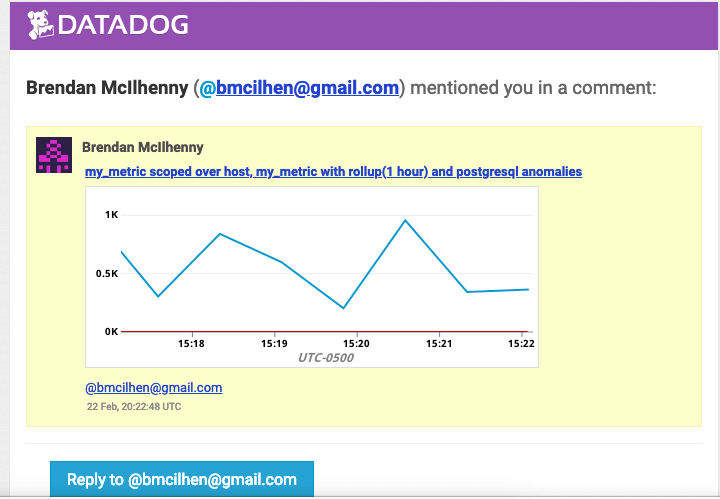 DATADOG
Brendan McIlhenny (@bmcilhen@gmail.com) mentioned you in a comment:
Brendan McIlhenny
my_metric scoped over host, my_metric with rollup(1 hour) and postgresql anomalies
1K
0.5K
0K
15:18 15:19 15:20 15:21 15:22
UTC-0500
@bmcilhen@gmail.com
22 Feb, 20:22:48 UTC
Reply to @bmcilhen@gmail.com